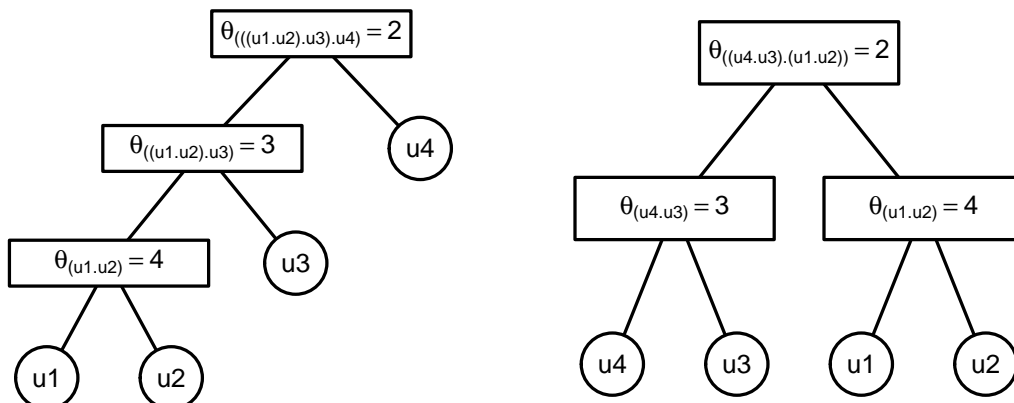 θ(((u1.u2).u3).u4) = 2
θ((u1.u2).u3) = 3
u4
θ(u1.u2) = 4
u3
u1
u2
θ((u4.u3).(u1.u2)) = 2
θ(u4.u3) = 3
θ(u1.u2) = 4
u4
u3
u1
u2